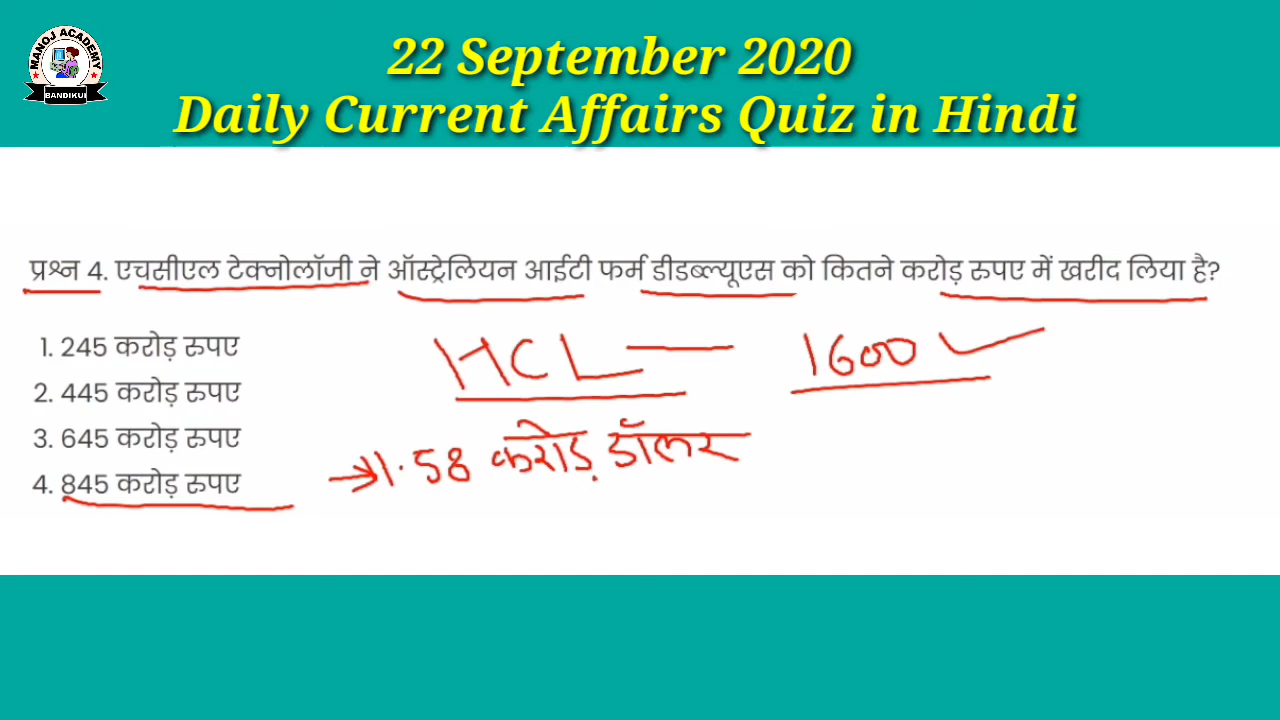 MANOJ ACADEMY
BANDIKUI
22 September 2020
Daily Current Affairs Quiz in Hindi
प्रश्न 4. एचसीएल टेक्नोलॉजी ने ऑस्ट्रेलियन आईटी फर्म डीडब्ल्यूएस को कितने करोड़ रुपए में खरीद लिया है?
1. 245 करोड़ रुपए
2. 445 करोड़ रुपए
3. 645 करोड़ रुपए
4. 845 करोड़ रुपए
HCL — 1600 ✓
→ 1.58 करोड़ डॉलर